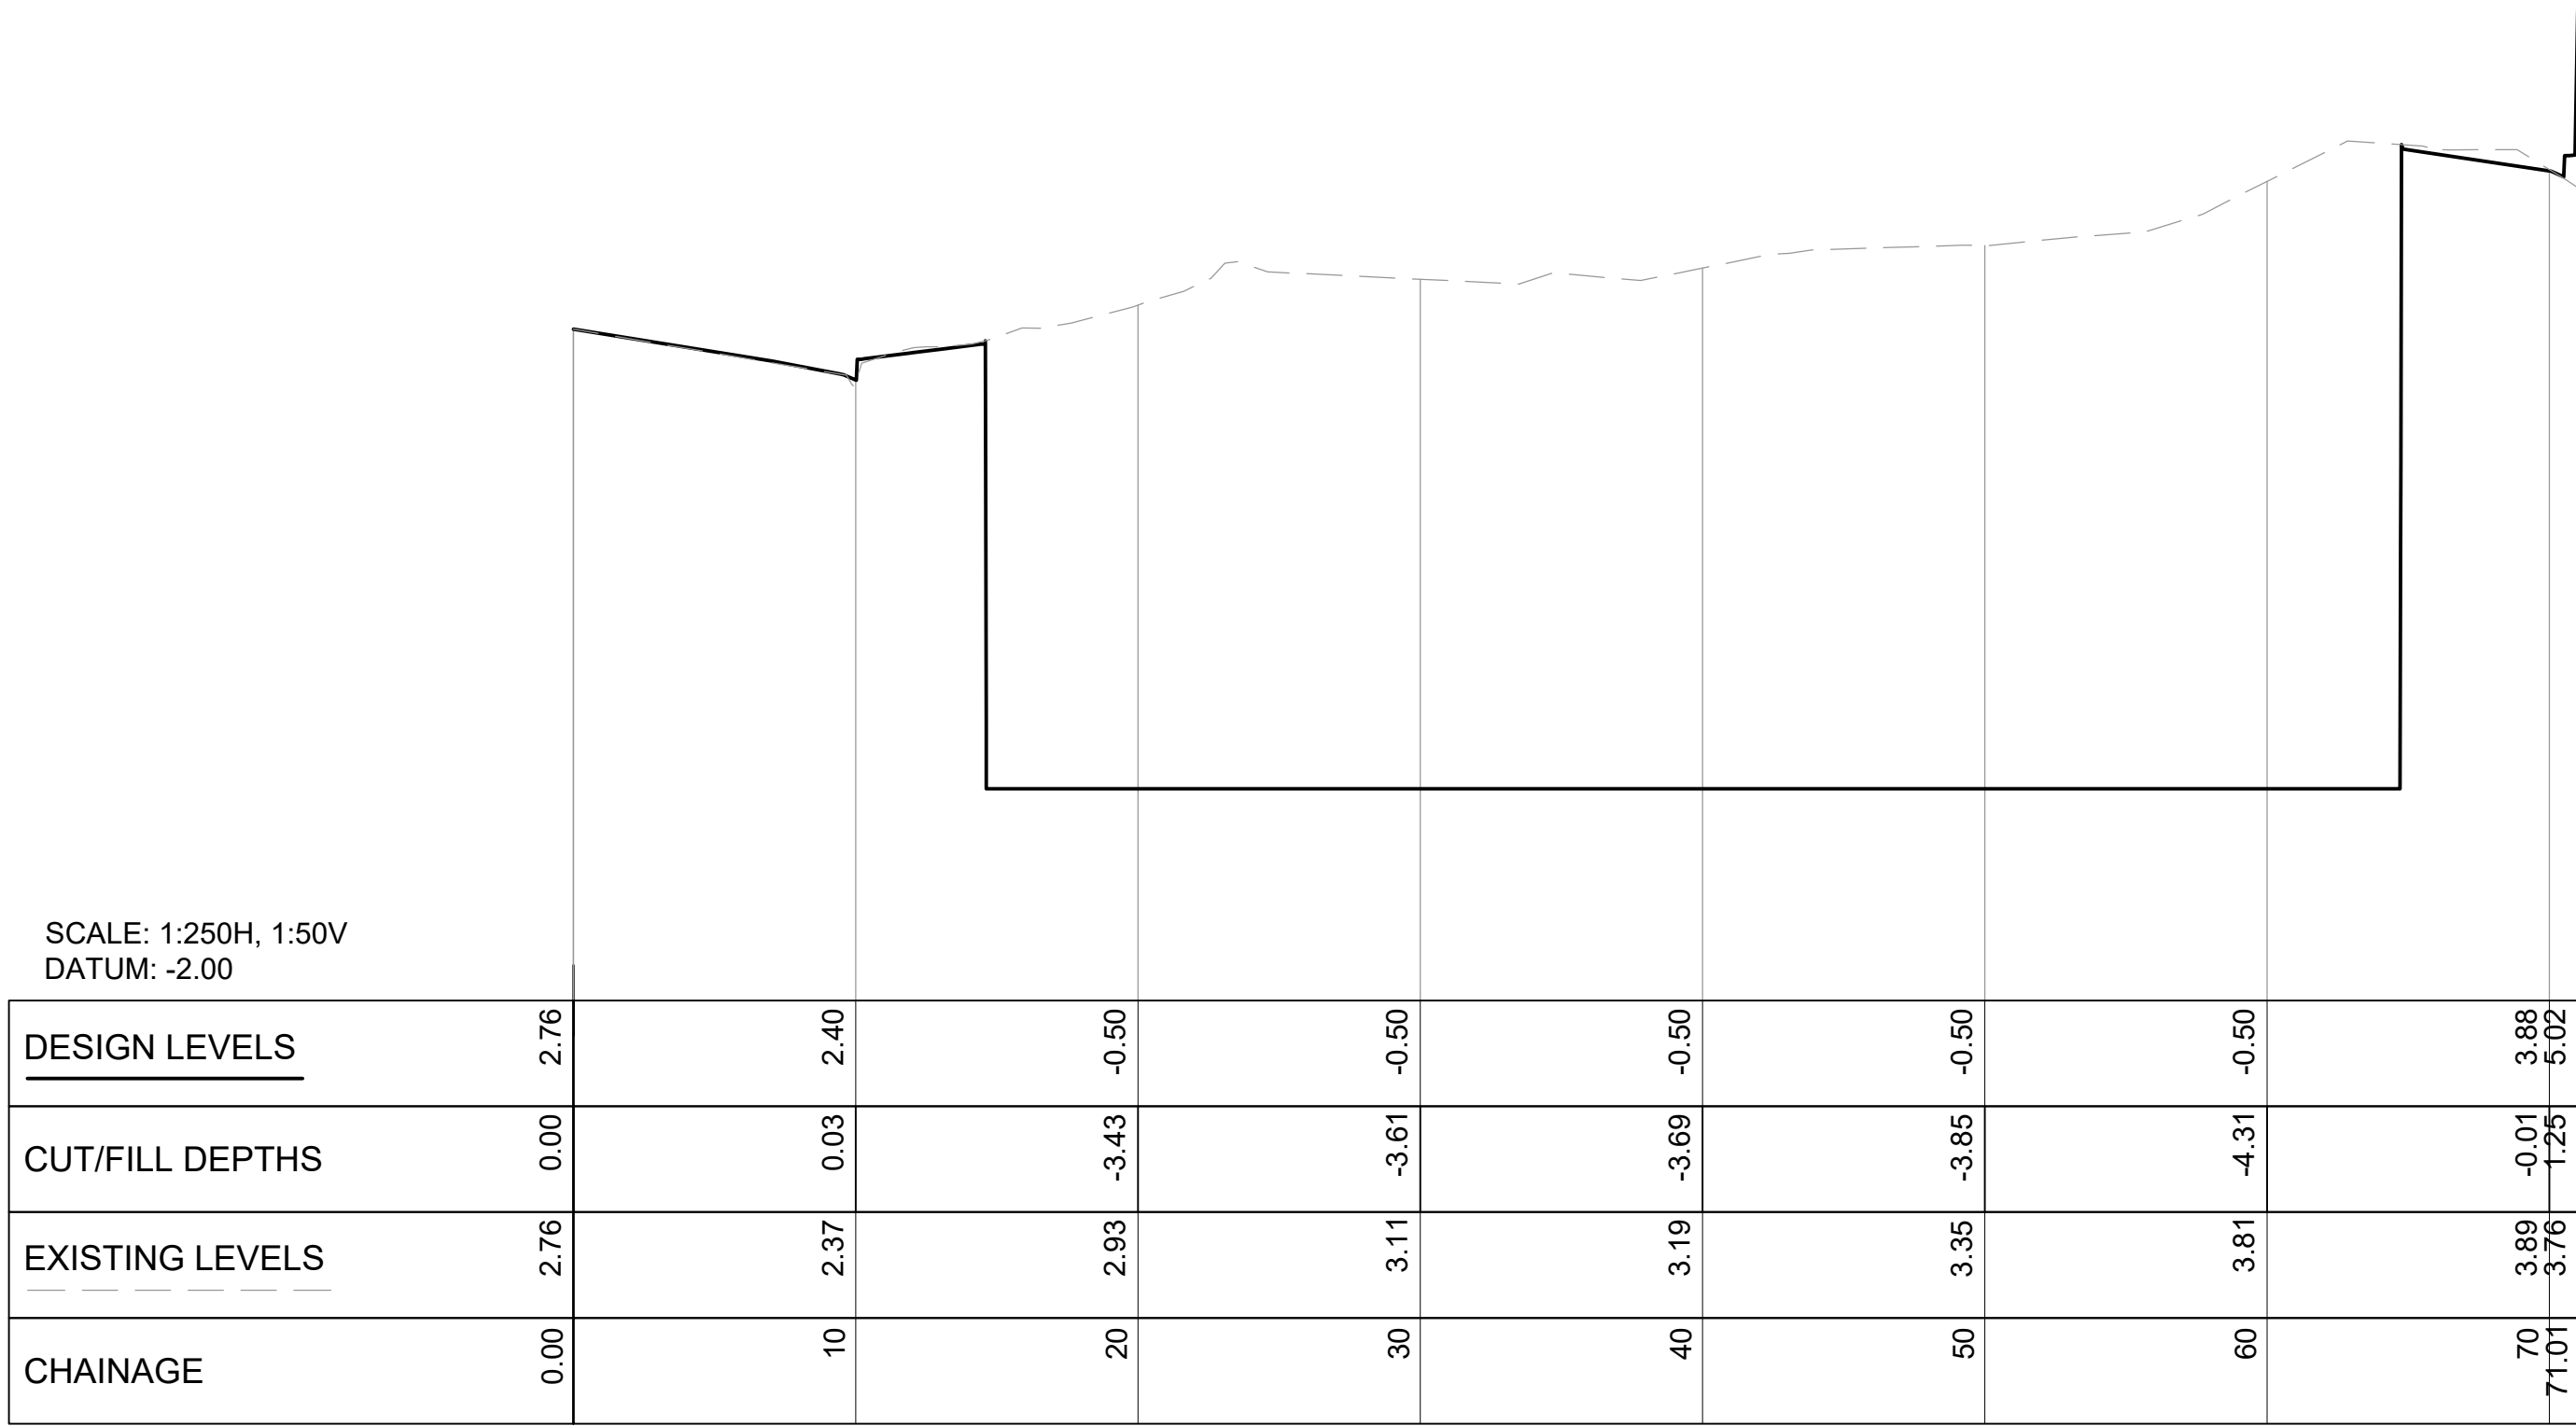 SCALE: 1:250H, 1:50V
DATUM: -2.00
DESIGN LEVELS 2.76 2.40 -0.50 -0.50 -0.50 -0.50 -0.50 3.88 5.02
CUT/FILL DEPTHS 0.00 0.03 -3.43 -3.61 -3.69 -3.85 -4.31 -0.01 1.25
EXISTING LEVELS 2.76 2.37 2.93 3.11 3.19 3.35 3.81 3.89 3.76
CHAINAGE 0.00 10 20 30 40 50 60 70 71.01